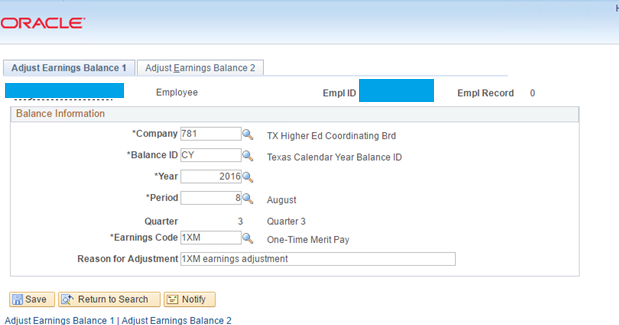 ORACLE
Adjust Earnings Balance 1 Adjust Earnings Balance 2
Employee Empl ID Empl Record 0
Balance Information
*Company 781 TX Higher Ed Coordinating Brd
*Balance ID CY Texas Calendar Year Balance ID
*Year 2016
*Period 8 August
Quarter 3 Quarter 3
*Earnings Code 1XM One-Time Merit Pay
Reason for Adjustment 1XM earnings adjustment
Save Return to Search Notify
Adjust Earnings Balance 1 | Adjust Earnings Balance 2